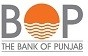 BOP
THE BANK OF PUNJAB